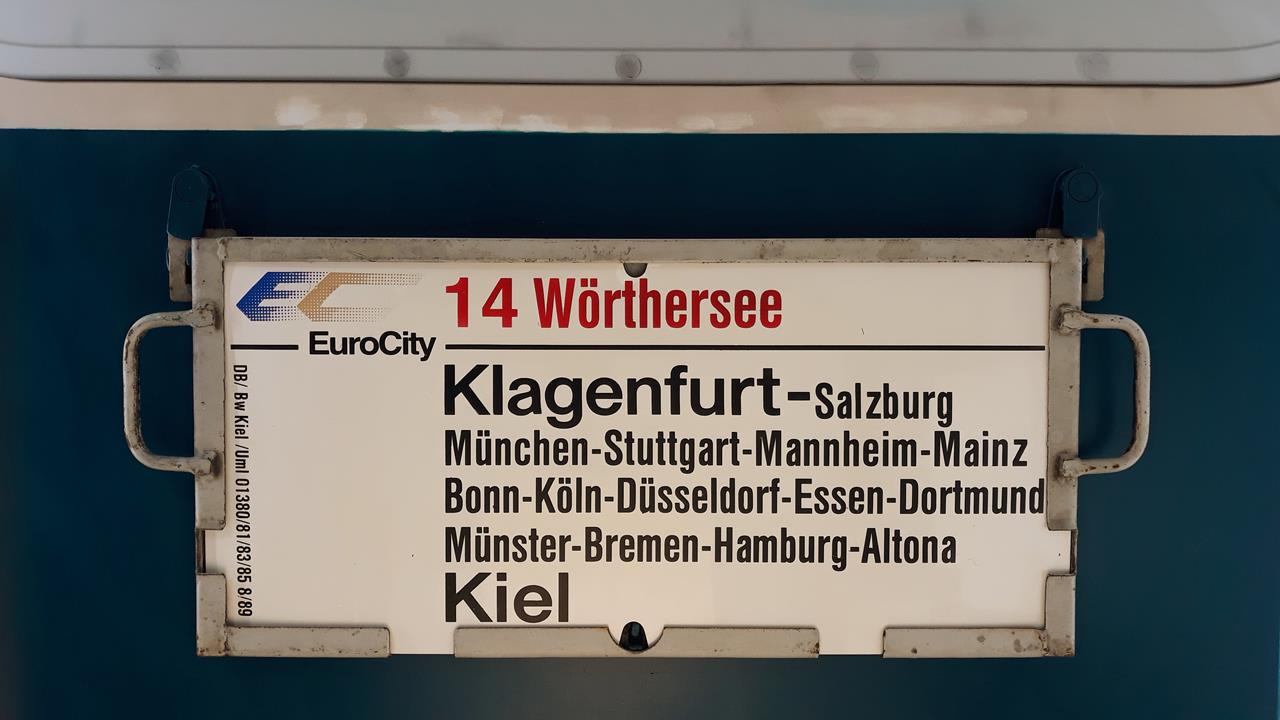 EC
14 Wörthersee
EuroCity
Klagenfurt-Salzburg
München-Stuttgart-Mannheim-Mainz
Bonn-Köln-Düsseldorf-Essen-Dortmund
Münster-Bremen-Hamburg-Altona
Kiel
DB/ Bw Kiel /Uml 01380/81/83/85 8/89